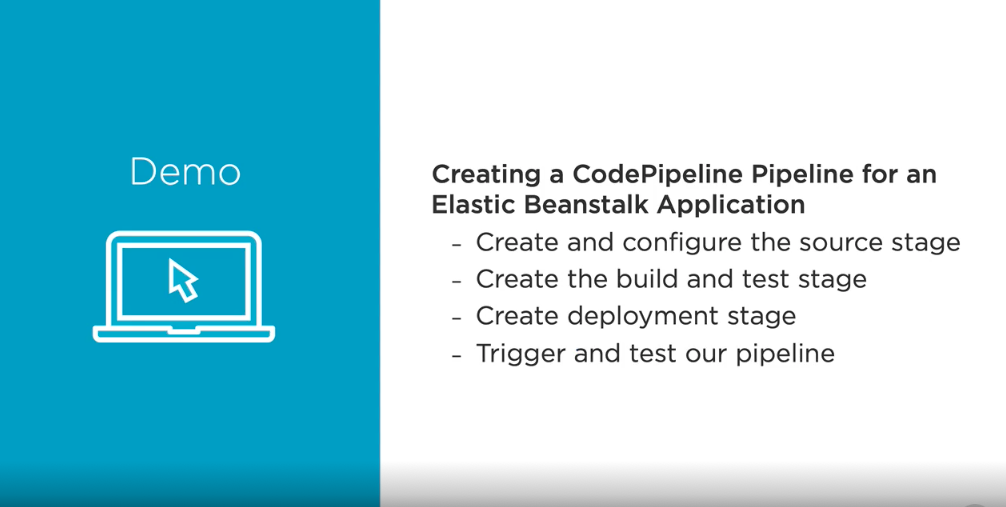 Demo
Creating a CodePipeline Pipeline for an
Elastic Beanstalk Application
- Create and configure the source stage
- Create the build and test stage
- Create deployment stage
- Trigger and test our pipeline